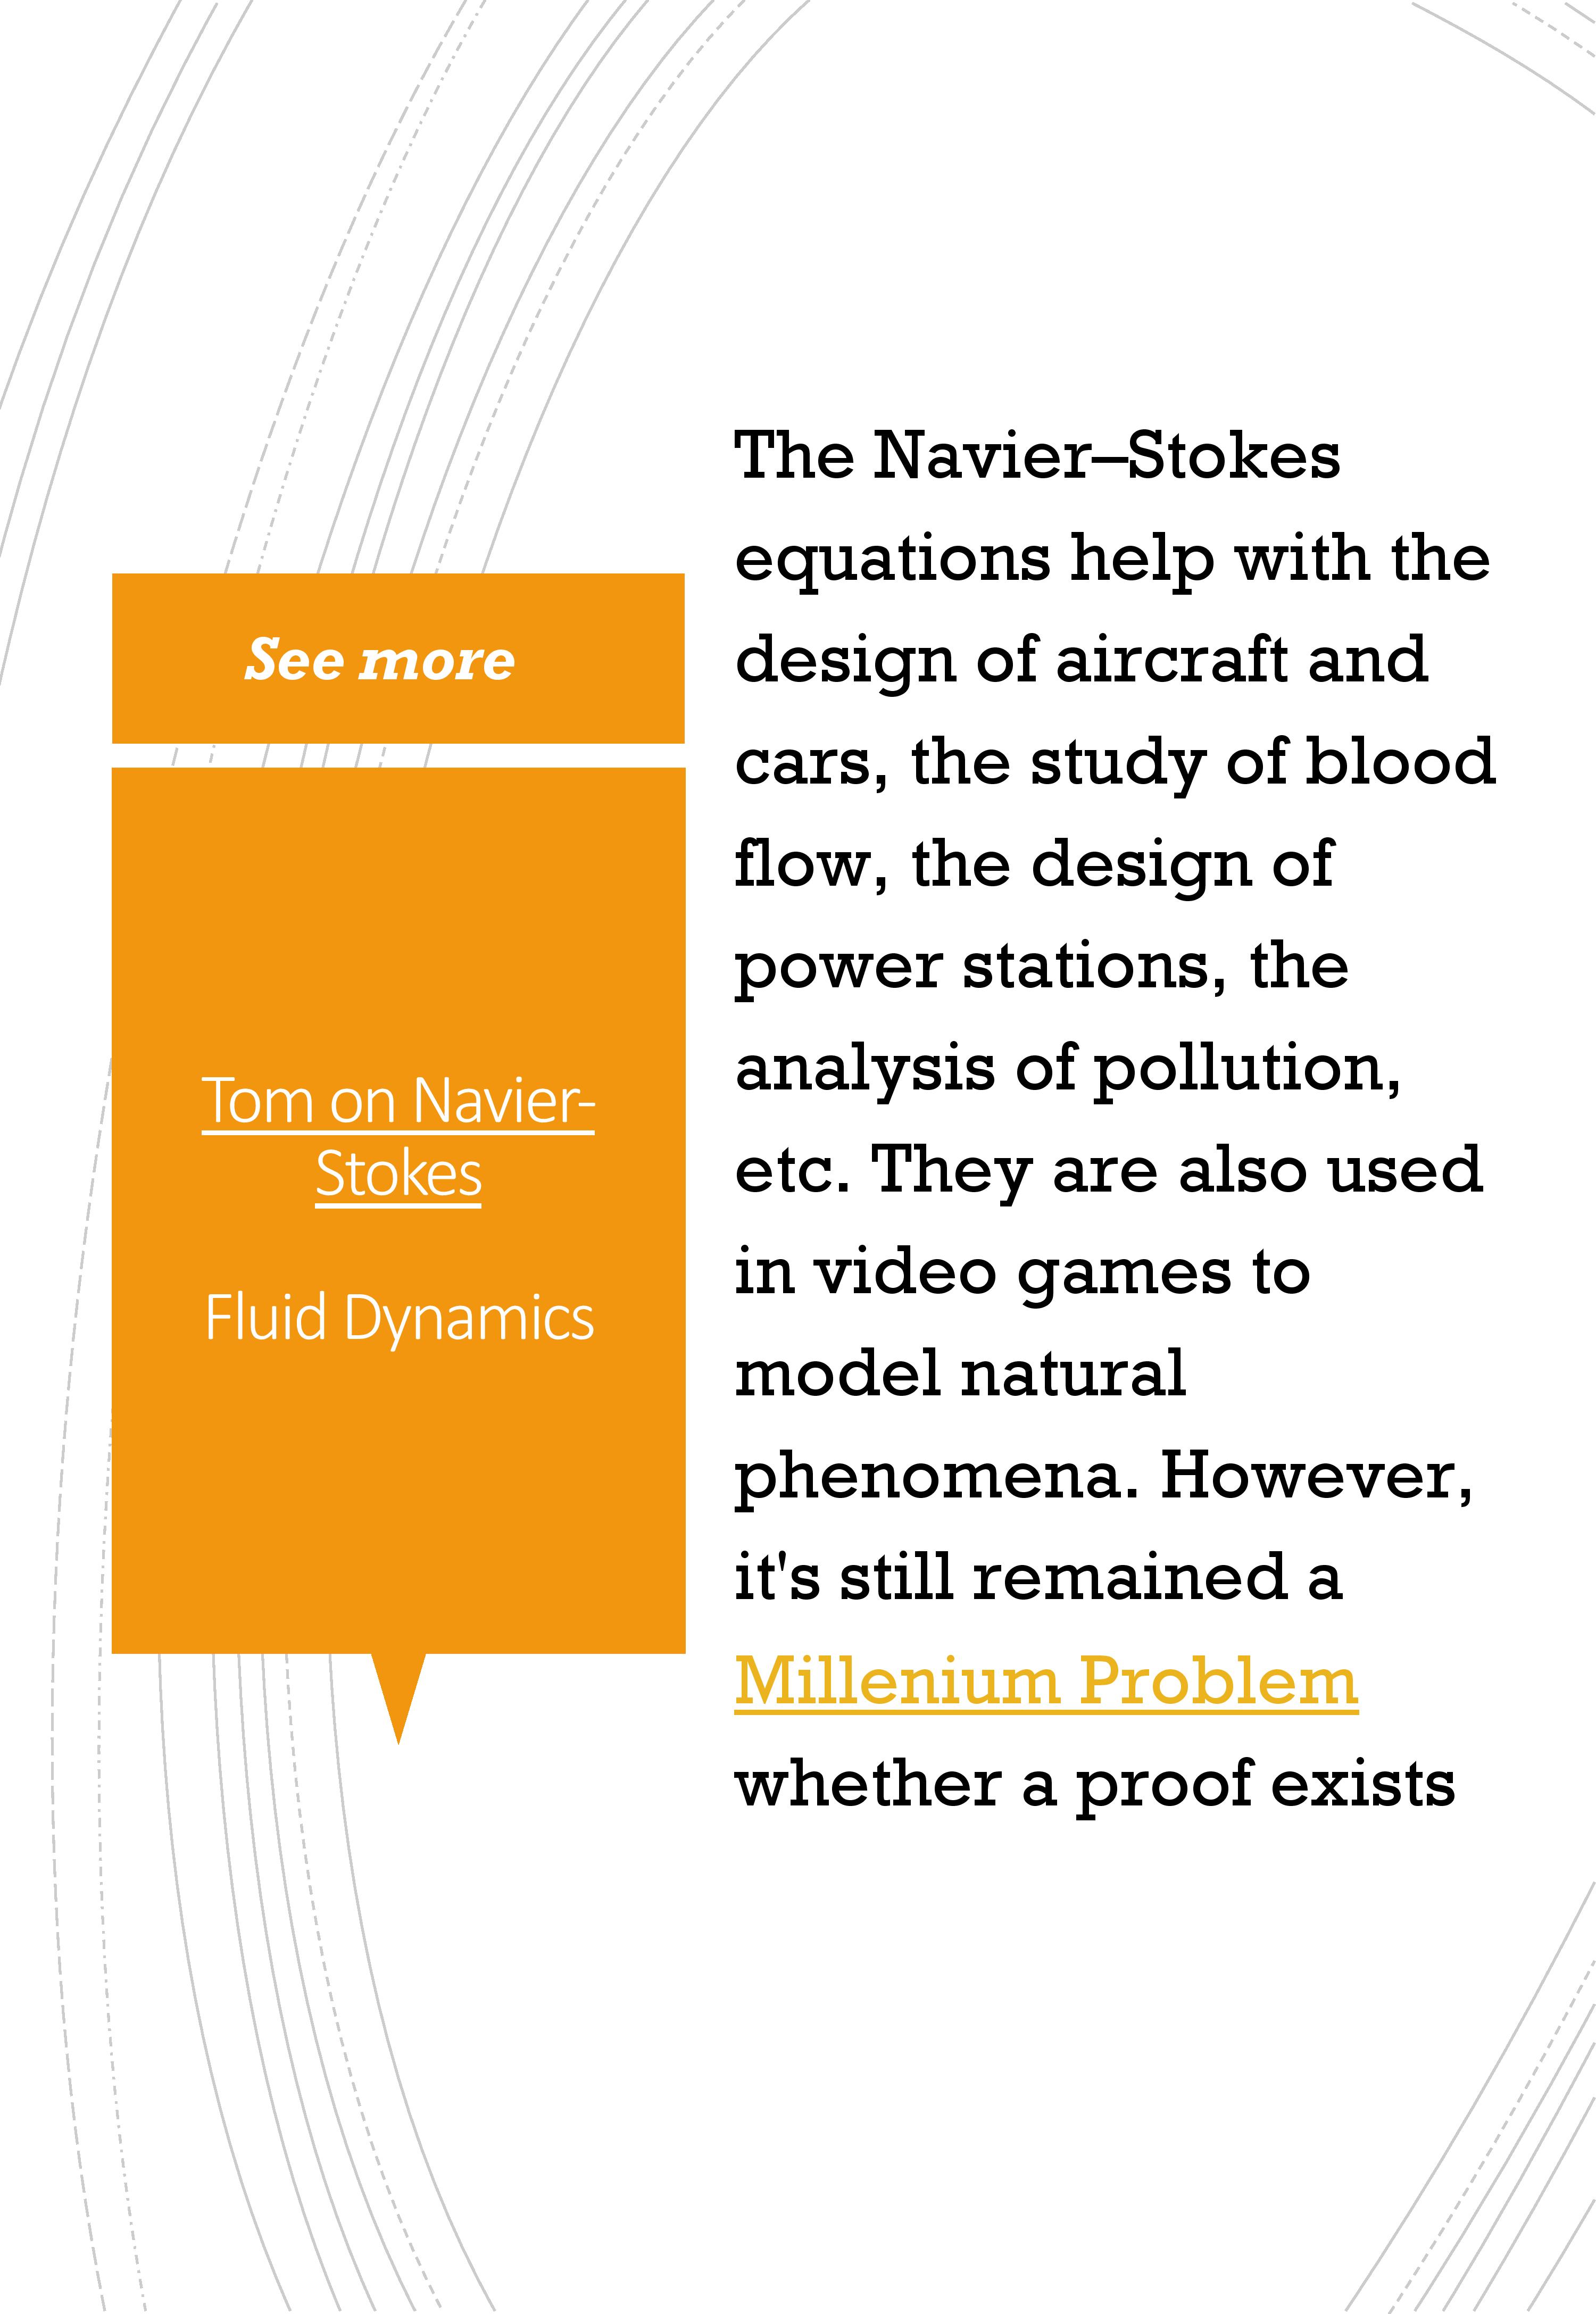 See more
Tom on Navier-
Stokes
Fluid Dynamics
The Navier–Stokes
equations help with the
design of aircraft and
cars, the study of blood
flow, the design of
power stations, the
analysis of pollution,
etc. They are also used
in video games to
model natural
phenomena. However,
it's still remained a
Millenium Problem
whether a proof exists